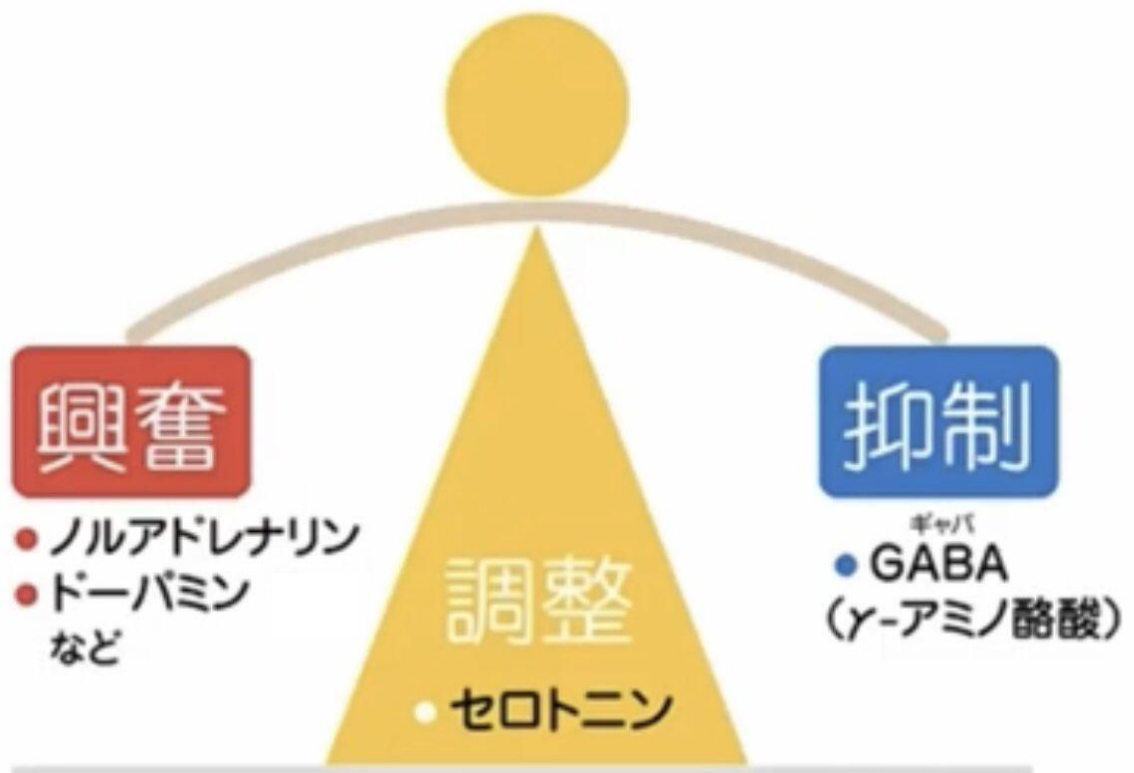 興奮
●ノルアドレナリン
●ドーパミン
など
調整
●セロトニン
抑制
ギャバ
●GABA
（γ-アミノ酪酸）